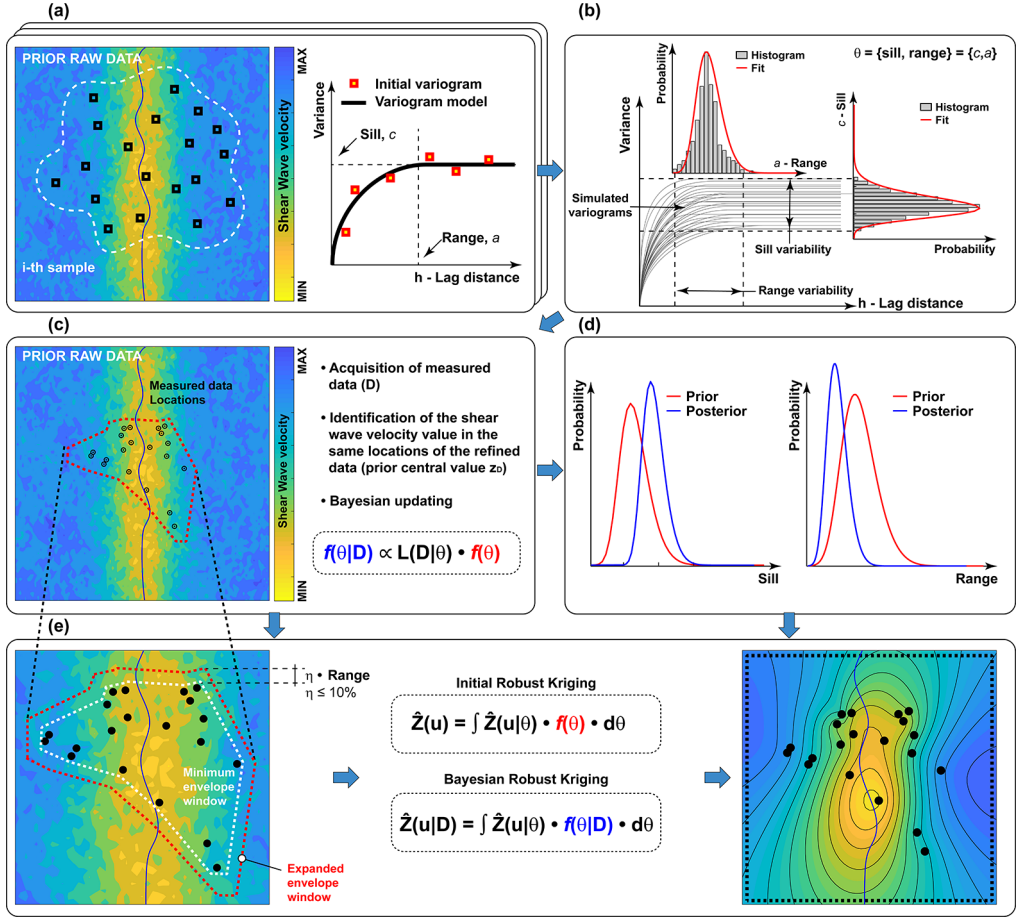 (a)
PRIOR RAW DATA
i-th sample
MAX
Shear Wave velocity
MIN
Variance
Initial variogram
Variogram model
Sill, c
Range, a
h - Lag distance
(b)
Probability
Histogram
Fit
θ = {sill, range} = {c,a}
Variance
a - Range
Simulated
variograms
Sill variability
Range variability
h - Lag distance
c - Sill
Histogram
Fit
Probability
(c)
PRIOR RAW DATA
Measured data
Locations
MAX
Shear Wave velocity
MIN
• Acquisition of measured
data (D)
• Identification of the shear
wave velocity value in the
same locations of the refined
data (prior central value zD)
• Bayesian updating
f(θ|D) ∝ L(D|θ) • f(θ)
(d)
Probability
Prior
Posterior
Sill
Probability
Prior
Posterior
Range
(e)
η • Range
η ≤ 10%
Minimum
envelope
window
Expanded
envelope
window
Initial Robust Kriging
Ẑ(u) = ∫ Ẑ(u|θ) • f(θ) • dθ
Bayesian Robust Kriging
Ẑ(u|D) = ∫ Ẑ(u|θ) • f(θ|D) • dθ